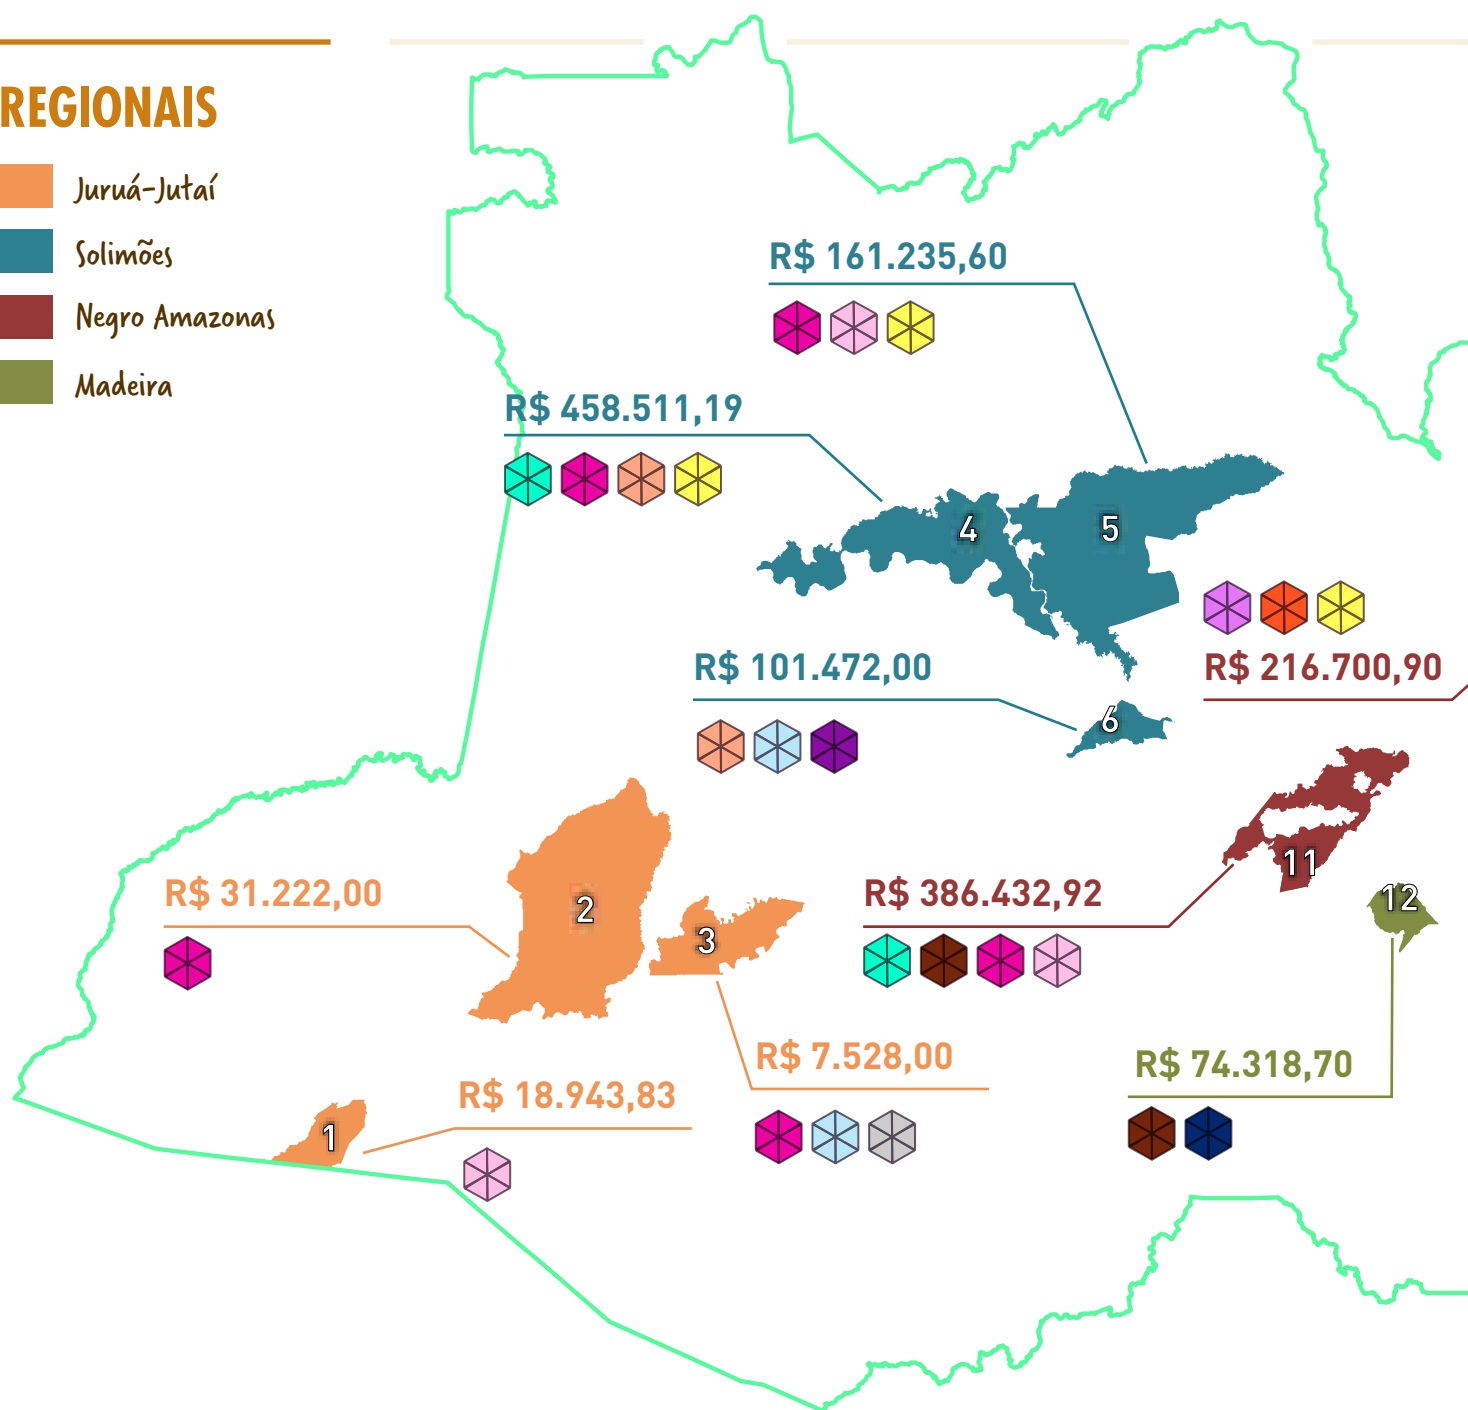 REGIONAIS
Juruá-Jutaí
Solimões
Negro Amazonas
Madeira
R$ 161.235,60
R$ 458.511,19
4
5
R$ 101.472,00
R$ 216.700,90
6
11
R$ 31.222,00
2
3
R$ 386.432,92
12
R$ 7.528,00
R$ 74.318,70
R$ 18.943,83
1